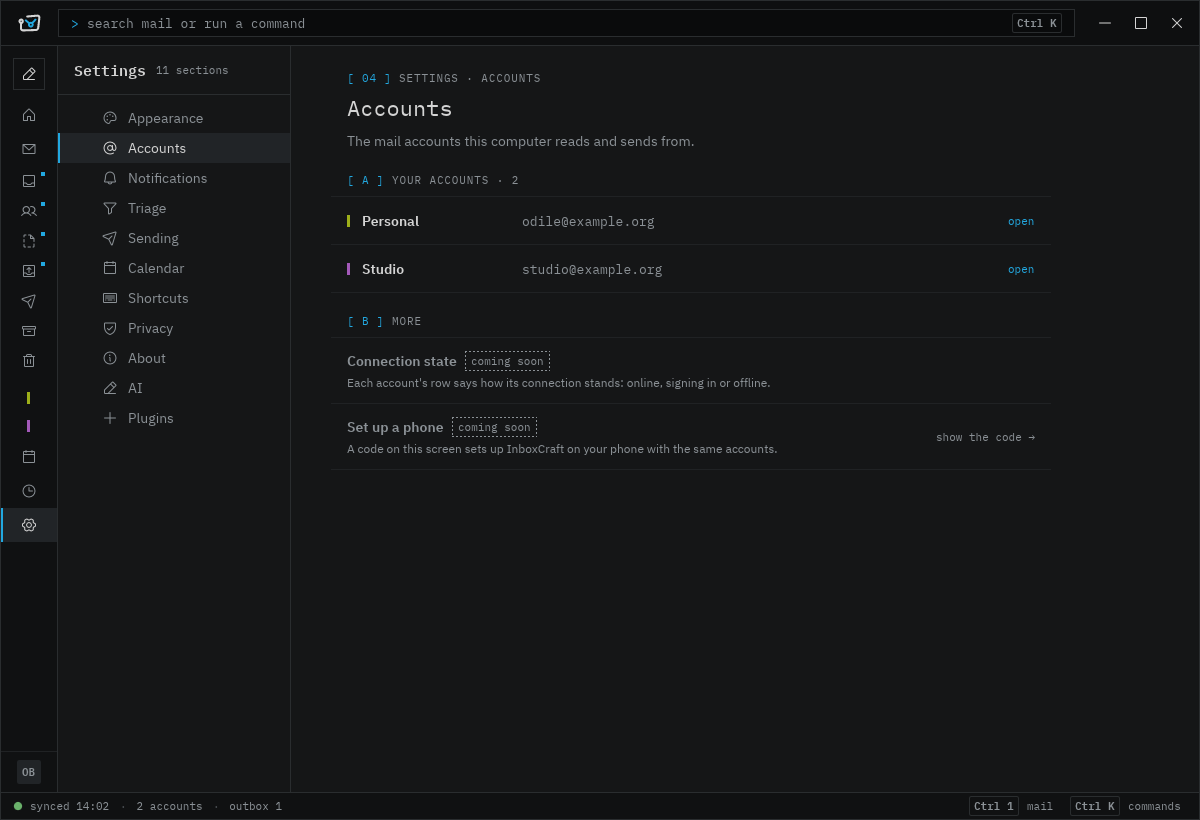 > search mail or run a command Ctrl K
Settings 11 sections
Appearance
Accounts
Notifications
Triage
Sending
Calendar
Shortcuts
Privacy
About
AI
Plugins
[ 04 ] SETTINGS · ACCOUNTS
Accounts
The mail accounts this computer reads and sends from.
[ A ] YOUR ACCOUNTS · 2
Personal odile@example.org open
Studio studio@example.org open
[ B ] MORE
Connection state coming soon
Each account's row says how its connection stands: online, signing in or offline.
Set up a phone coming soon
A code on this screen sets up InboxCraft on your phone with the same accounts.
show the code →
OB
synced 14:02 · 2 accounts · outbox 1 Ctrl 1 mail Ctrl K commands